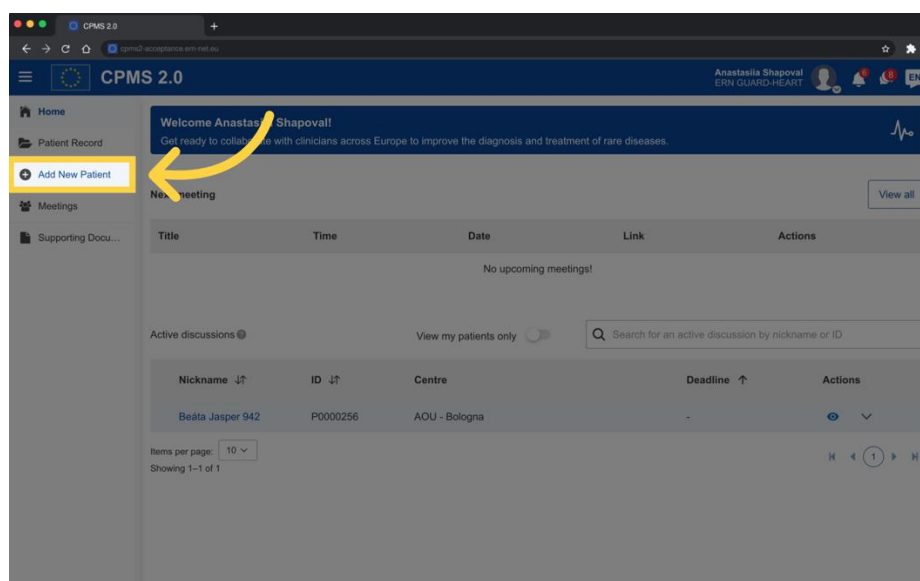 CPMS 2.0
cpms2-acceptance.ern-net.eu
CPMS 2.0
Anastasiia Shapoval
ERN GUARD-HEART
6
8
EN
Home
Patient Record
Add New Patient
Meetings
Supporting Docu...
Welcome Anastasiia Shapoval!
Get ready to collaborate with clinicians across Europe to improve the diagnosis and treatment of rare diseases.
Next meeting
View all
Title Time Date Link Actions
No upcoming meetings!
Active discussions
View my patients only
Search for an active discussion by nickname or ID
Nickname ID Centre Deadline Actions
Beáta Jasper 942 P0000256 AOU - Bologna -
Items per page: 10
Showing 1–1 of 1
1